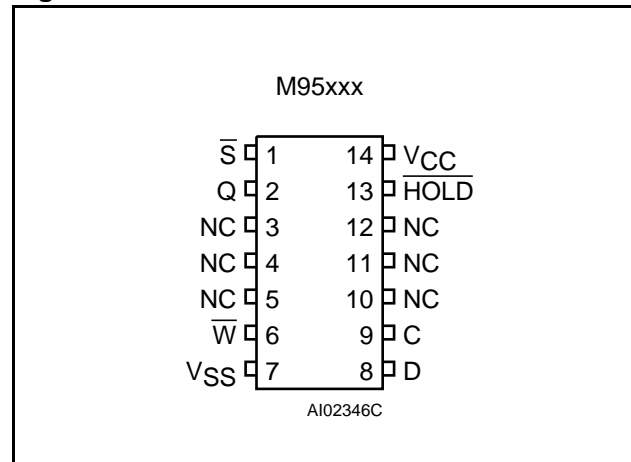 M95xxx
S̅ 1 14 VCC
Q 2 13 H̅O̅L̅D̅
NC 3 12 NC
NC 4 11 NC
NC 5 10 NC
W̅ 6 9 C
VSS 7 8 D
AI02346C